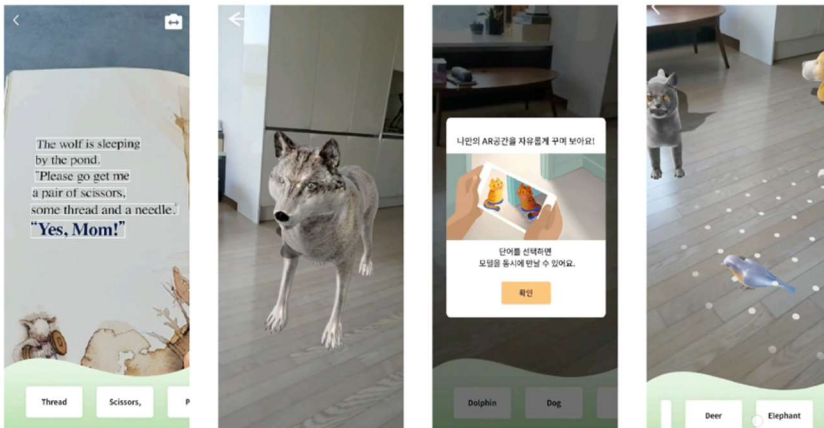 The wolf is sleeping
by the pond.
"Please go get me
a pair of scissors,
some thread and a needle.
"Yes, Mom!"
Thread
Scissors,
P
나만의 AR공간을 자유롭게 꾸며 보아요!
단어를 선택하면
모델을 동시에 만날 수 있어요.
확인
Dolphin
Dog
Deer
Elephant